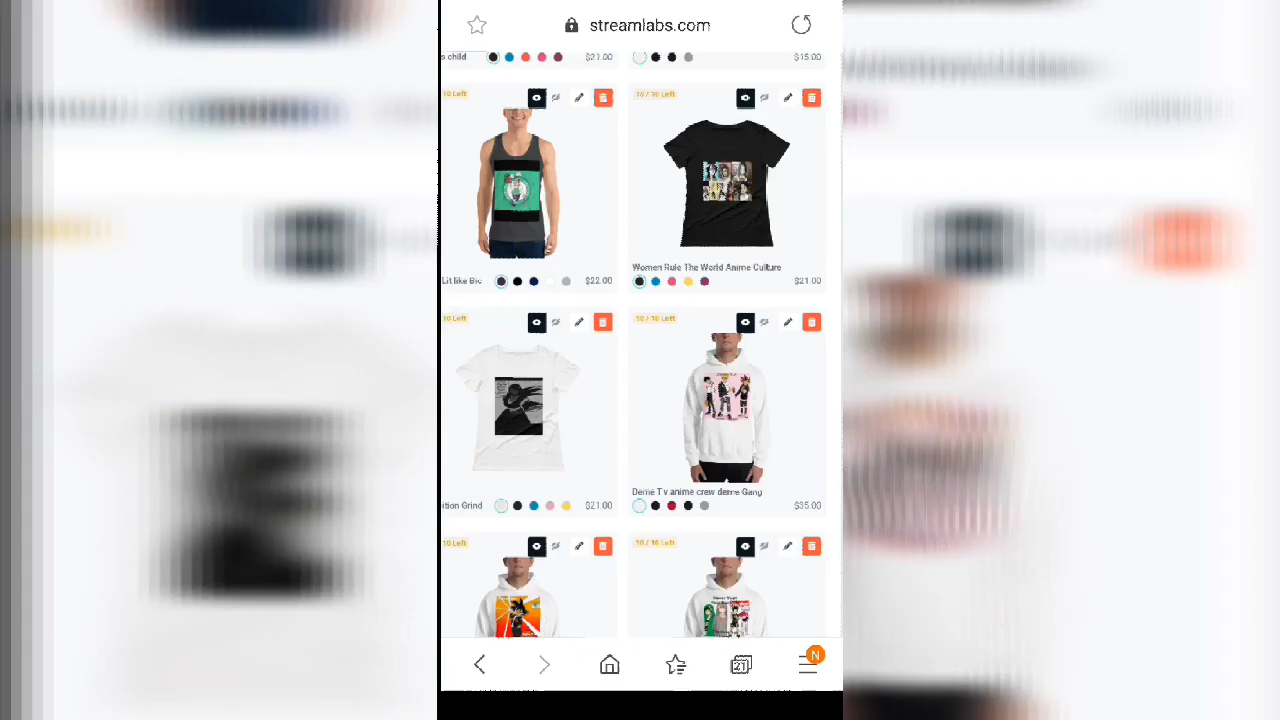 streamlabs.com
s child $21.00 $15.00
10 Left 10 / 10 Left
Women Rule The World Anime Culture
Lit like Bic $22.00 $21.00
10 Left 10 / 10 Left
Deme T.v anime crew deme Gang
ition Grind $21.00 $35.00
10 Left 10 / 10 Left
21 N